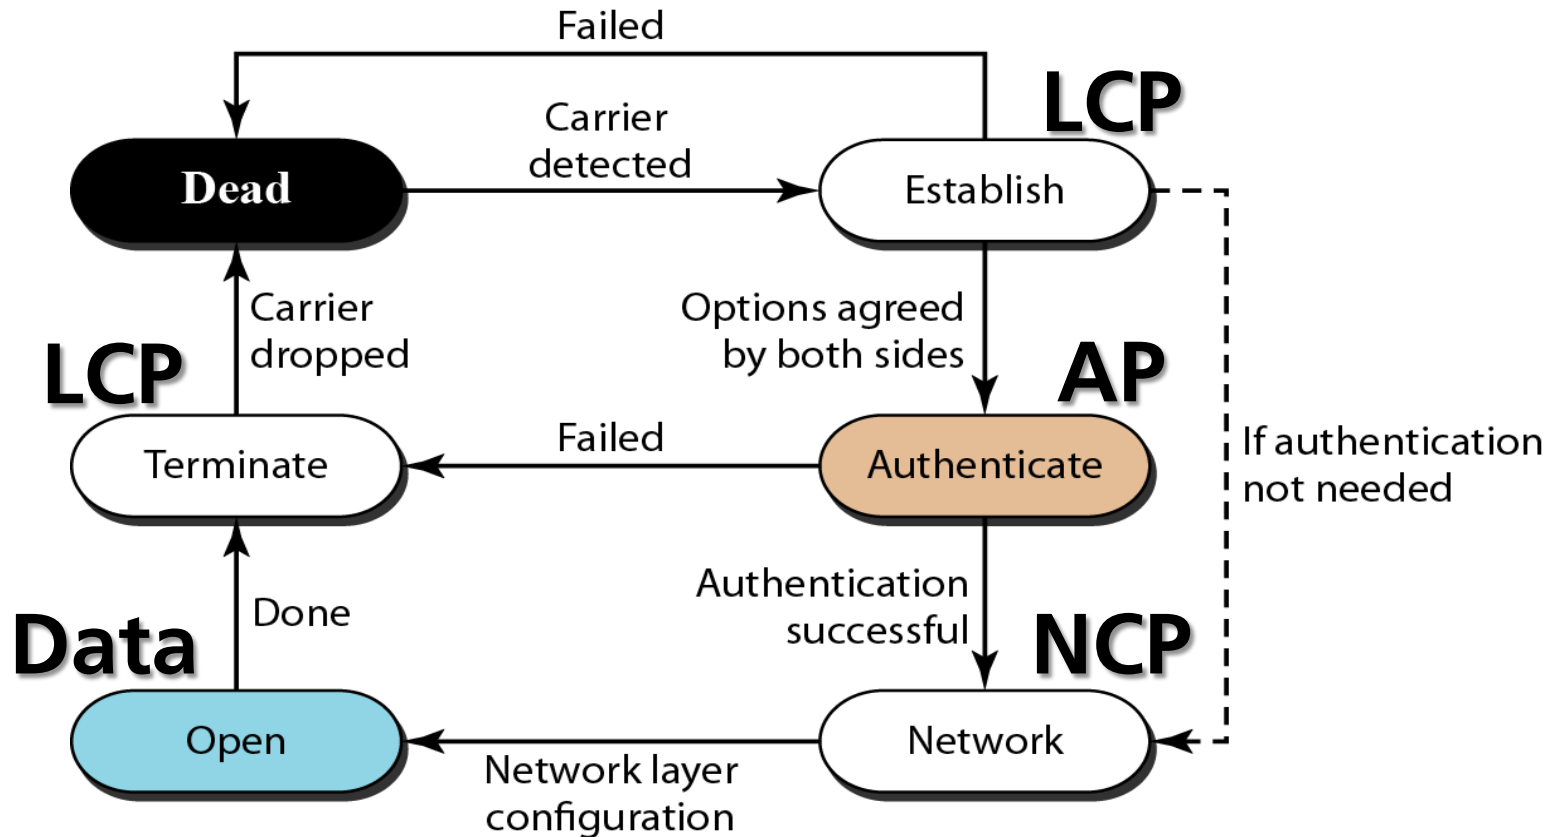 Failed
LCP
Carrier
detected
Dead
Establish
Carrier
dropped
Options agreed
by both sides
LCP
AP
Terminate
Failed
Authenticate
If authentication
not needed
Data
Done
Authentication
successful
NCP
Open
Network
Network layer
configuration